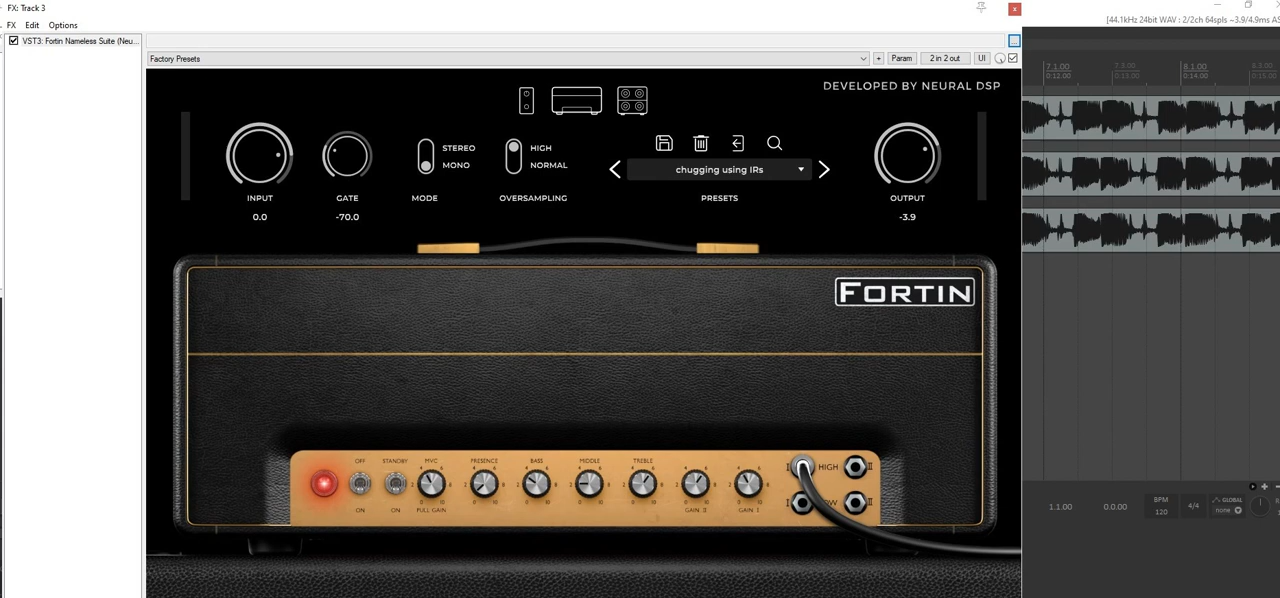 FX: Track 3
FX Edit Options
VST3: Fortin Nameless Suite (Neu...
Factory Presets
+
Param
2 in 2 out
UI
[44.1kHz 24bit WAV : 2/2ch 64spls ~3.9/4.9ms AS
7.1.00
0:12.00
7.3.00
0:13.00
8.1.00
0:14.00
8.3.00
0:15.00
DEVELOPED BY NEURAL DSP
STEREO
MONO
HIGH
NORMAL
chugging using IRs
INPUT
GATE
MODE
OVERSAMPLING
PRESETS
OUTPUT
0.0
-70.0
-3.9
FORTIN
OFF
STANDBY
MVC
PRESENCE
BASS
MIDDLE
TREBLE
ON
ON
FULL GAIN
GAIN II
GAIN I
I
HIGH
II
I
II
1.1.00
0.0.00
BPM
120
4/4
GLOBAL
none